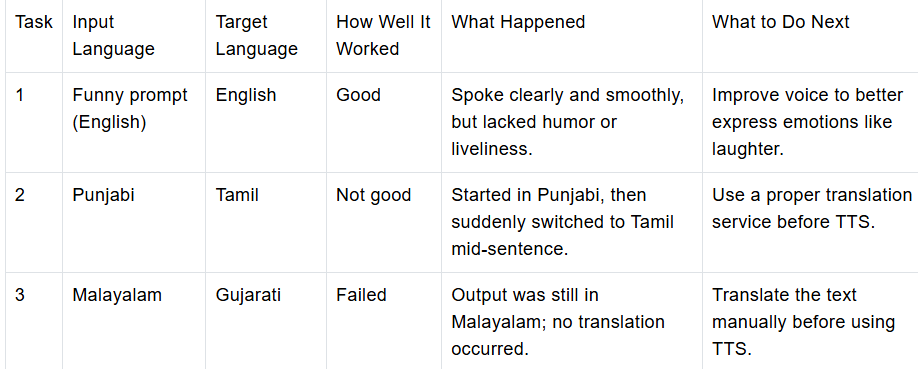 Task Input Language Target Language How Well It Worked What Happened What to Do Next
1 Funny prompt (English) English Good Spoke clearly and smoothly, but lacked humor or liveliness. Improve voice to better express emotions like laughter.
2 Punjabi Tamil Not good Started in Punjabi, then suddenly switched to Tamil mid-sentence. Use a proper translation service before TTS.
3 Malayalam Gujarati Failed Output was still in Malayalam; no translation occurred. Translate the text manually before using TTS.